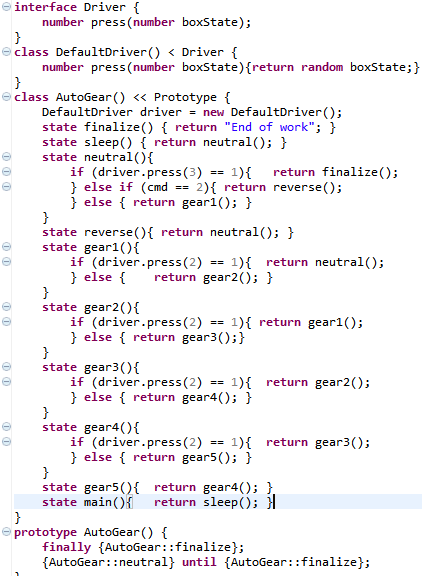 interface Driver {
    number press(number boxState);
}
class DefaultDriver() < Driver {
    number press(number boxState){return random boxState;}
}
class AutoGear() << Prototype {
    DefaultDriver driver = new DefaultDriver();
    state finalize() { return "End of work"; }
    state sleep() { return neutral(); }
    state neutral(){
        if (driver.press(3) == 1){   return finalize();
        } else if (cmd == 2){ return reverse();
        } else { return gear1(); }
    }
    state reverse(){ return neutral(); }
    state gear1(){
        if (driver.press(2) == 1){  return neutral();
        } else {    return gear2(); }
    }
    state gear2(){
        if (driver.press(2) == 1){ return gear1();
        } else { return gear3();}
    }
    state gear3(){
        if (driver.press(2) == 1){  return gear2();
        } else { return gear4(); }
    }
    state gear4(){
        if (driver.press(2) == 1){  return gear3();
        } else { return gear5(); }
    }
    state gear5(){  return gear4(); }
    state main(){   return sleep(); }
}
prototype AutoGear() {
    finally {AutoGear::finalize};
    {AutoGear::neutral} until {AutoGear::finalize};
}